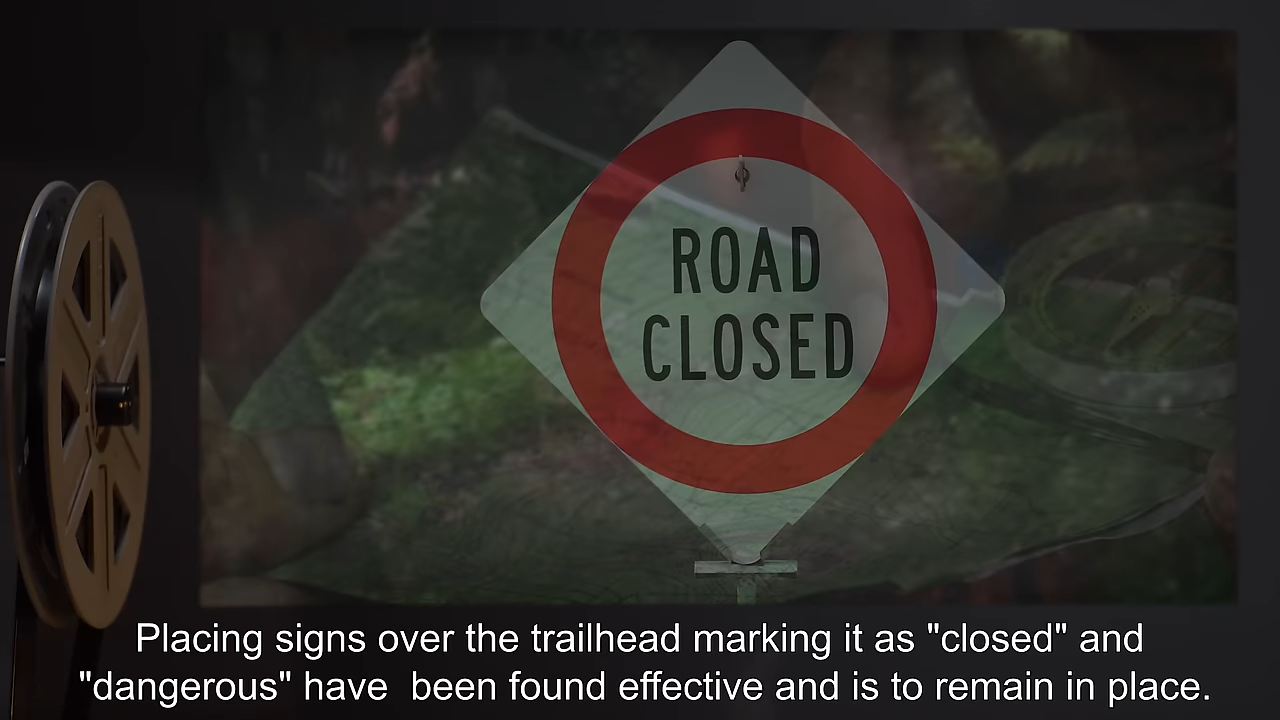 ROAD
CLOSED
Placing signs over the trailhead marking it as "closed" and
"dangerous" have  been found effective and is to remain in place.